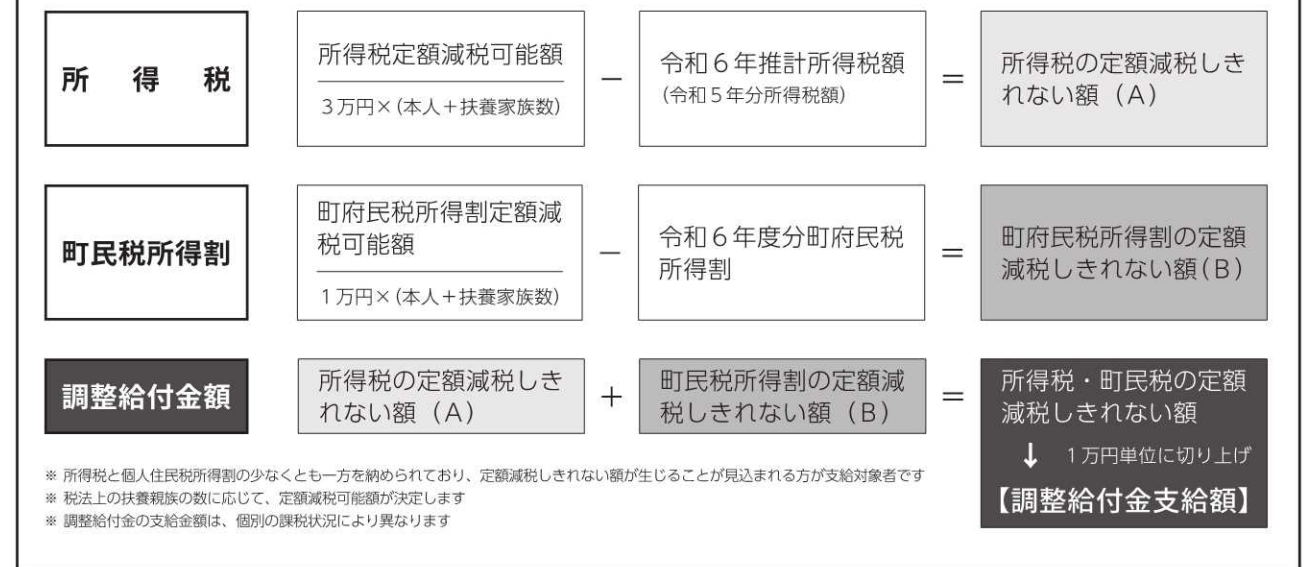 所得税
所得税定額減税可能額
３万円×（本人＋扶養家族数）
－
令和６年推計所得税額
（令和５年分所得税額）
＝
所得税の定額減税しき
れない額（Ａ）
町民税所得割
町府民税所得割定額減
税可能額
１万円×（本人＋扶養家族数）
－
令和６年度分町府民税
所得割
＝
町府民税所得割の定額
減税しきれない額（Ｂ）
調整給付金額
所得税の定額減税しき
れない額（Ａ）
＋
町民税所得割の定額減
税しきれない額（Ｂ）
＝
所得税・町民税の定額
減税しきれない額
↓ １万円単位に切り上げ
【調整給付金支給額】
※ 所得税と個人住民税所得割の少なくとも一方を納められており、定額減税しきれない額が生じることが見込まれる方が支給対象者です
※ 税法上の扶養親族の数に応じて、定額減税可能額が決定します
※ 調整給付金の支給金額は、個別の課税状況により異なります